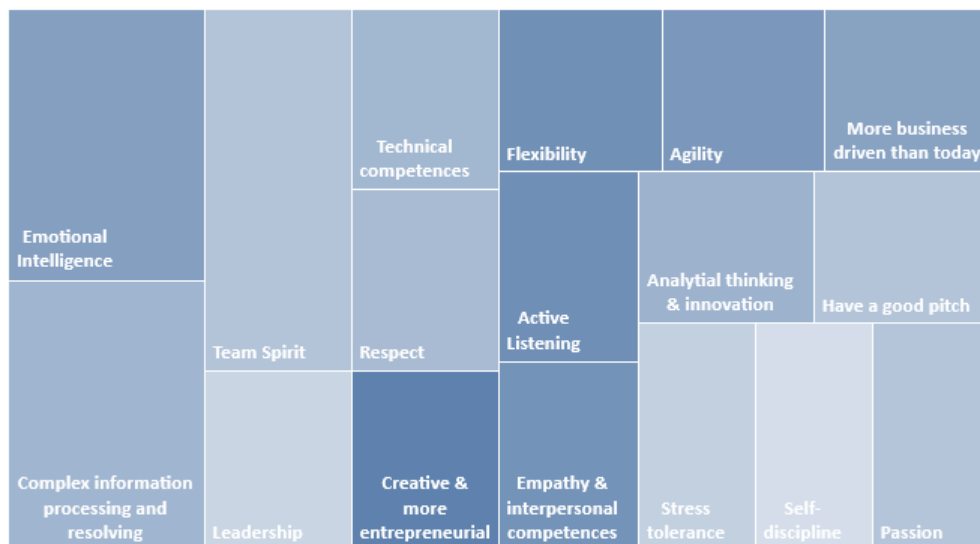 Emotional
Intelligence
Complex information
processing and
resolving
Team Spirit
Leadership
Technical
competences
Respect
Creative &
more
entrepreneurial
Flexibility
Agility
More business
driven than today
Active
Listening
Analytial thinking
& innovation
Have a good pitch
Empathy &
interpersonal
competences
Stress
tolerance
Self-
discipline
Passion